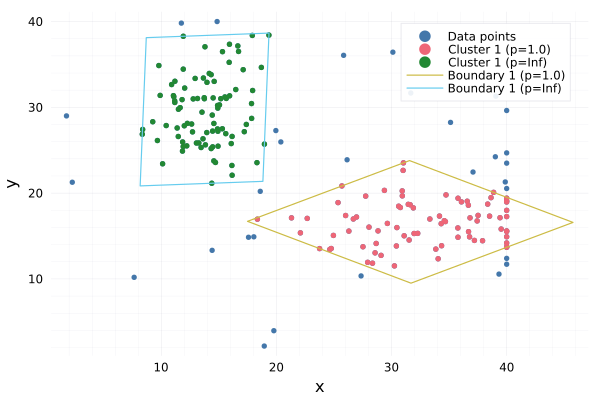 40
30
20
10
y
10
20
30
40
x
Data points
Cluster 1 (p=1.0)
Cluster 1 (p=Inf)
Boundary 1 (p=1.0)
Boundary 1 (p=Inf)